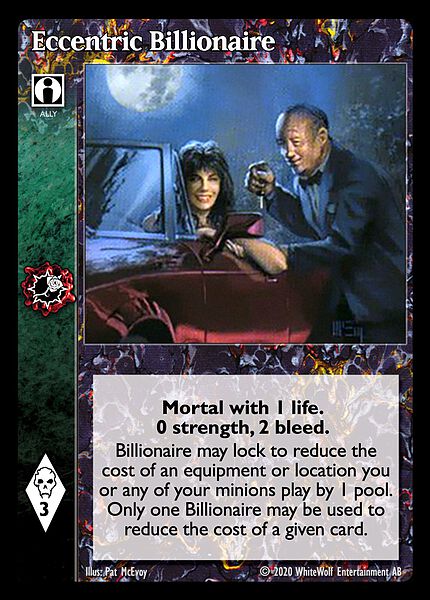 Eccentric Billionaire
ALLY
Mortal with 1 life.
0 strength, 2 bleed.
Billionaire may lock to reduce the
cost of an equipment or location you
or any of your minions play by 1 pool.
Only one Billionaire may be used to
reduce the cost of a given card.
3
Illus: Pat McEvoy
© 2020 WhiteWolf Entertainment AB